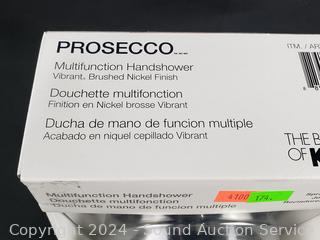 PROSECCO
Multifunction Handshower
Vibrant® Brushed Nickel Finish
Douchette multifonction
Finition en Nickel brosse Vibrant
Ducha de mano de funcion multiple
Acabado en niquel cepillado Vibrant
ITM. / AR
THE B
OF K
Multifunction Handshower
Douchette multifonction
Ducha de mano de funcion multiple
4100 174
Copyright 2024 - Sound Auction Service